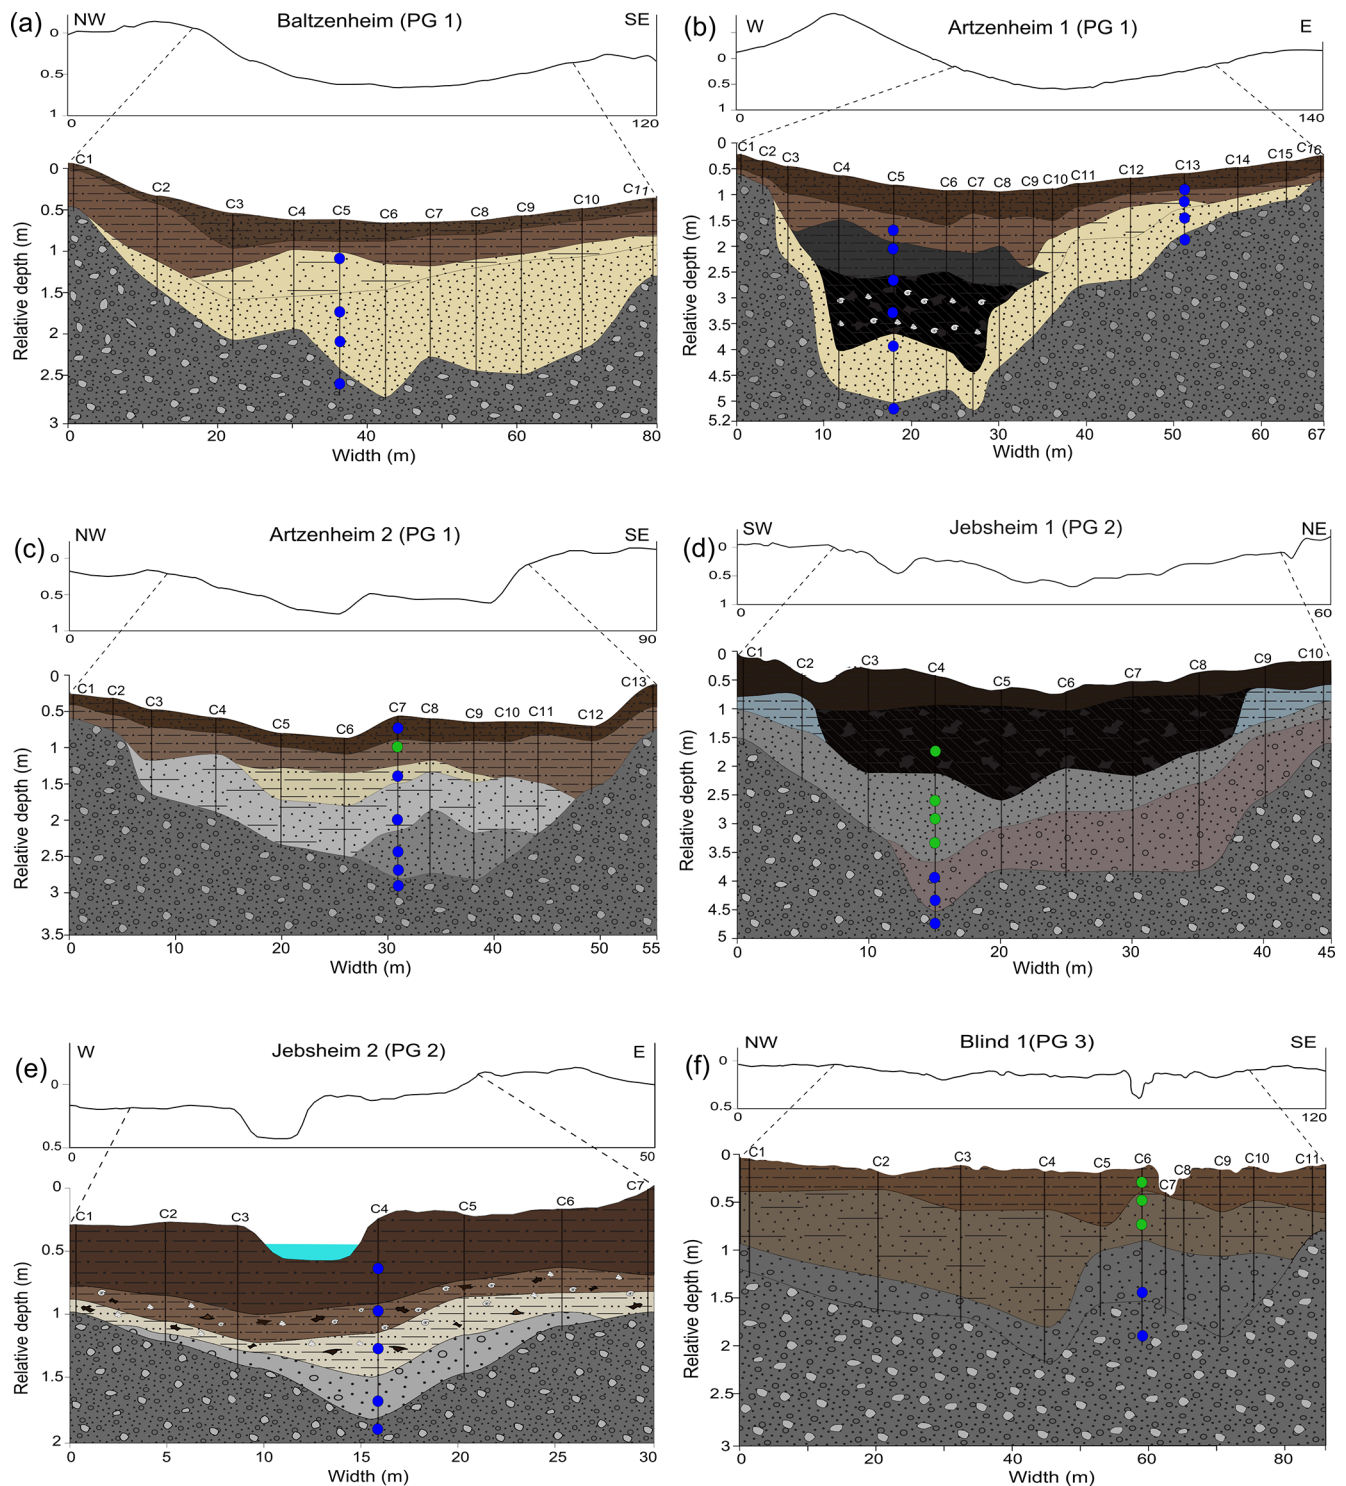 (a) NW Baltzenheim (PG 1) SE
0
0.5
1
0 120
C1 C2 C3 C4 C5 C6 C7 C8 C9 C10 C11
Relative depth (m)
0
0.5
1
1.5
2
2.5
3
0 20 40 60 80
Width (m)
(b) W Artzenheim 1 (PG 1) E
0
0.5
1
0 140
C1 C2 C3 C4 C5 C6 C7 C8 C9 C10 C11 C12 C13 C14 C15 C16
Relative depth (m)
0
0.5
1
1.5
2
2.5
3
3.5
4
4.5
5
5.2
0 10 20 30 40 50 60 67
Width (m)
(c) NW Artzenheim 2 (PG 1) SE
0
0.5
1
0 90
C1 C2 C3 C4 C5 C6 C7 C8 C9 C10 C11 C12 C13
Relative depth (m)
0
0.5
1
1.5
2
2.5
3
3.5
0 10 20 30 40 50 55
Width (m)
(d) SW Jebsheim 1 (PG 2) NE
0
0.5
1
0 60
C1 C2 C3 C4 C5 C6 C7 C8 C9 C10
Relative depth (m)
0
0.5
1
1.5
2
2.5
3
3.5
4
4.5
5
0 10 20 30 40 45
Width (m)
(e) W Jebsheim 2 (PG 2) E
0
0.5
0 50
C1 C2 C3 C4 C5 C6 C7
Relative depth (m)
0
0.5
1
1.5
2
0 5 10 15 20 25 30
Width (m)
(f) NW Blind 1(PG 3) SE
0
0.5
0 120
C1 C2 C3 C4 C5 C6 C7 C8 C9 C10 C11
Relative depth (m)
0
0.5
1
1.5
2
2.5
3
0 20 40 60 80
Width (m)